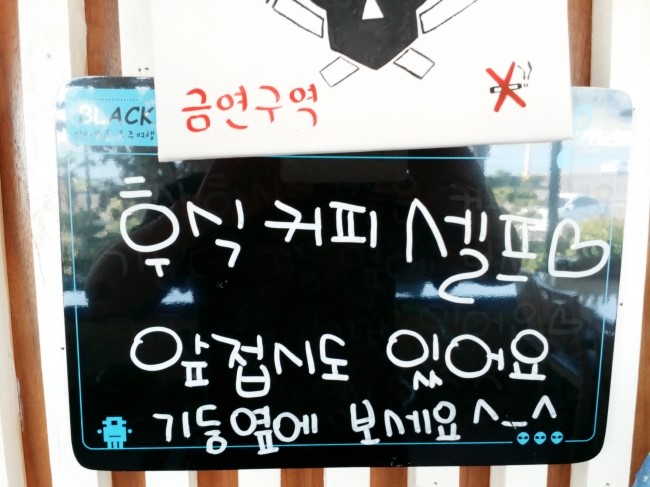 금연구역
BLACK
후식 커피 셀프
앞접시도 있어요
기둥옆에 보세요 ^_^